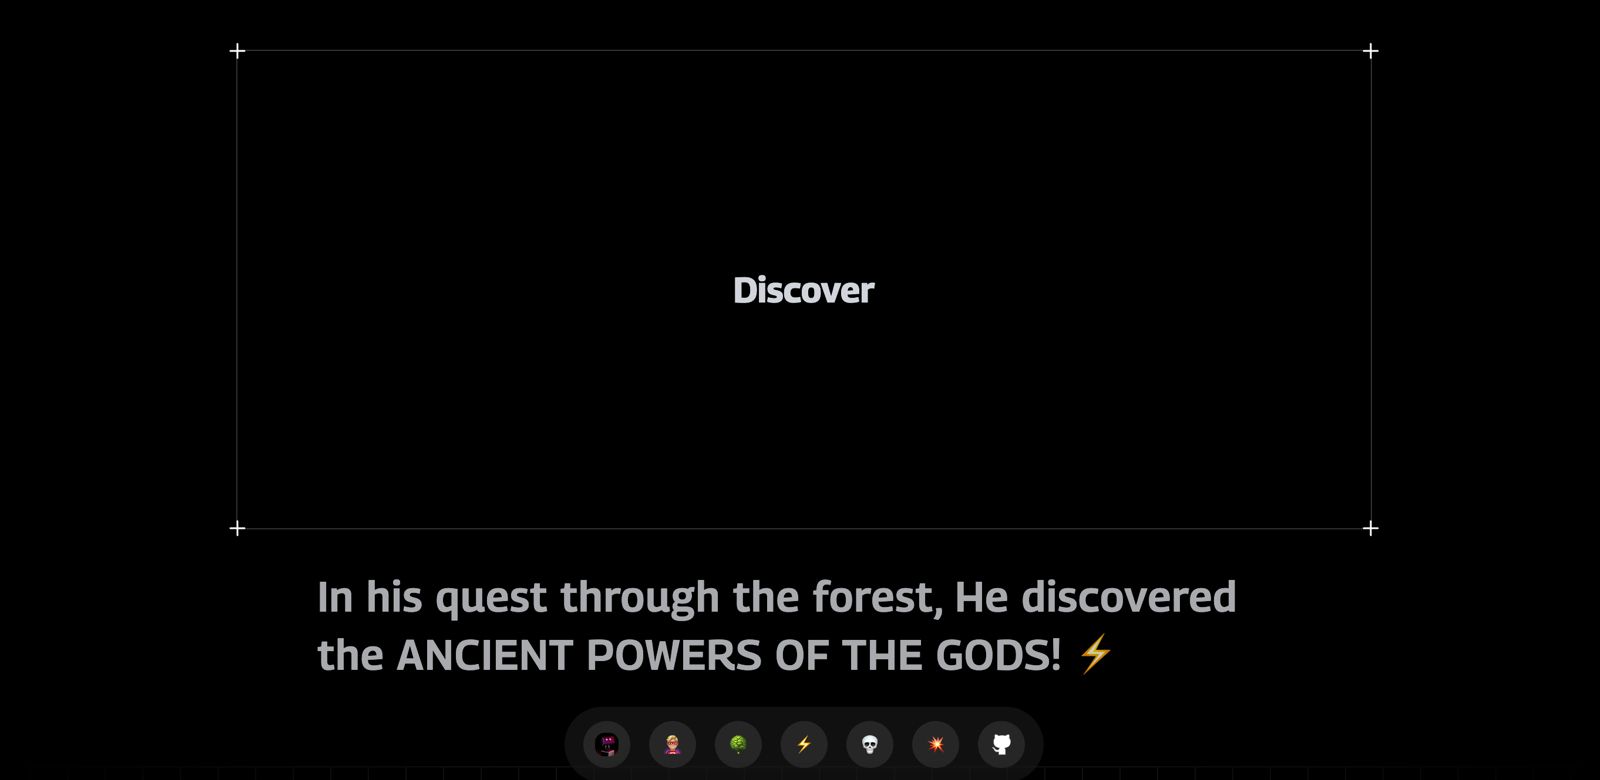 Discover
In his quest through the forest, He discovered
the ANCIENT POWERS OF THE GODS! ⚡